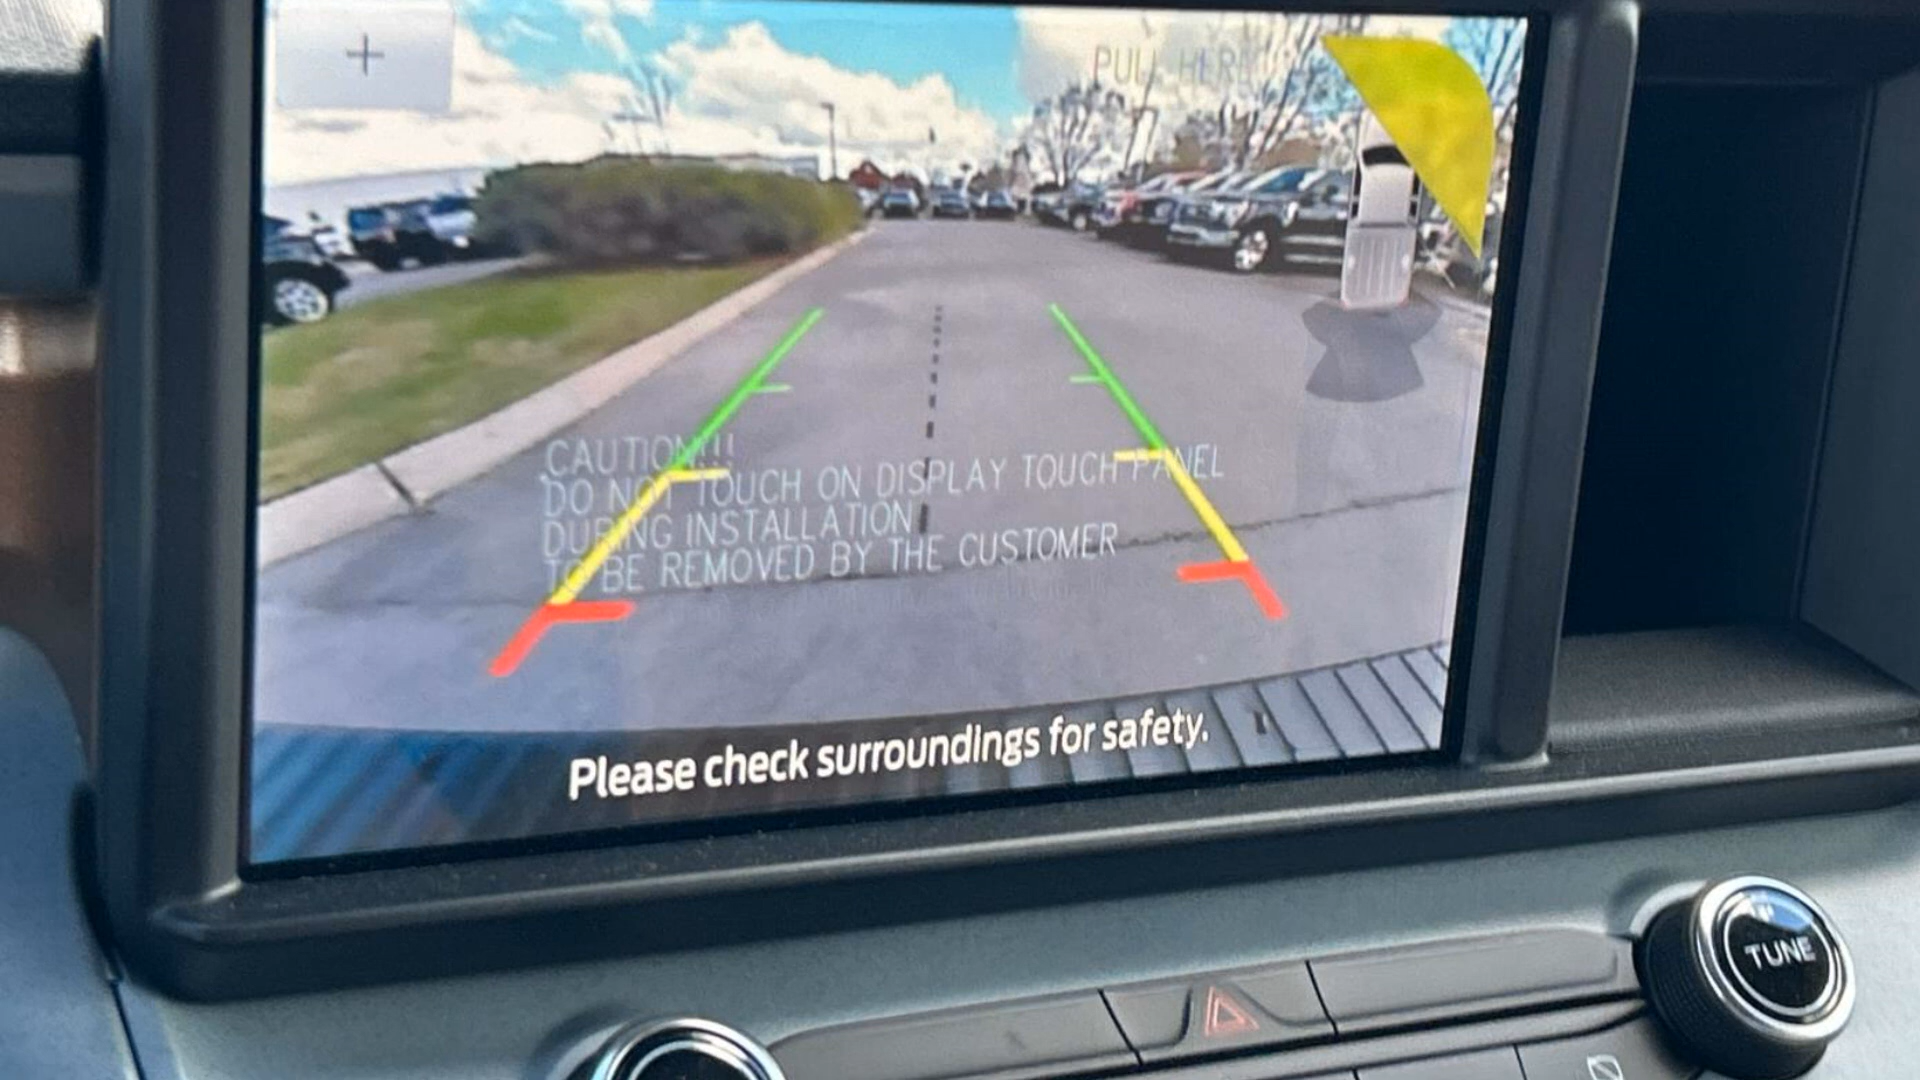 +
PULL HERE
CAUTION!!!
DO NOT TOUCH ON DISPLAY TOUCH PANEL
DURING INSTALLATION
TO BE REMOVED BY THE CUSTOMER
Please check surroundings for safety.
TUNE